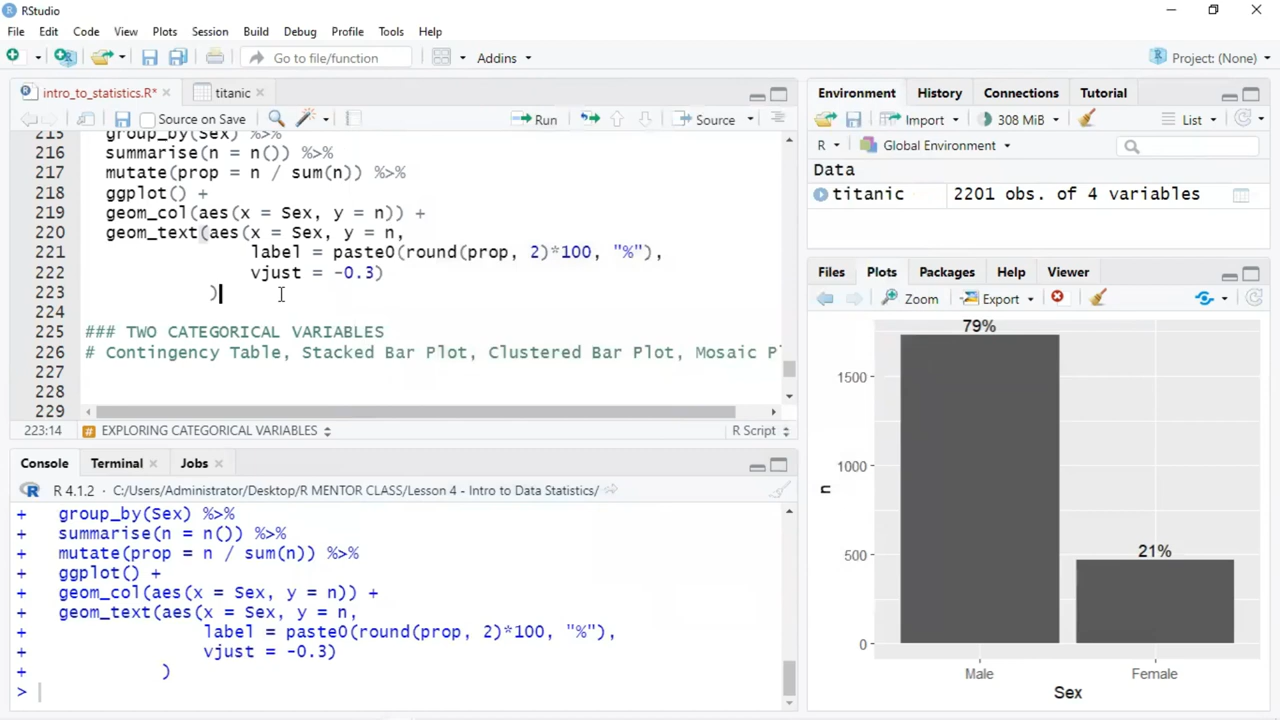 RStudio
File Edit Code View Plots Session Build Debug Profile Tools Help
Go to file/function Addins Project: (None)
intro_to_statistics.R* titanic
Source on Save Run Source
215 group_by(Sex) %>%
216 summarise(n = n()) %>%
217 mutate(prop = n / sum(n)) %>%
218 ggplot() +
219 geom_col(aes(x = Sex, y = n)) +
220 geom_text(aes(x = Sex, y = n,
221 label = paste0(round(prop, 2)*100, "%"),
222 vjust = -0.3)
223 )
224
225 ### TWO CATEGORICAL VARIABLES
226 # Contingency Table, Stacked Bar Plot, Clustered Bar Plot, Mosaic Pl
227
228
229
223:14 EXPLORING CATEGORICAL VARIABLES R Script
Console Terminal Jobs
R 4.1.2 · C:/Users/Administrator/Desktop/R MENTOR CLASS/Lesson 4 - Intro to Data Statistics/
+ group_by(Sex) %>%
+ summarise(n = n()) %>%
+ mutate(prop = n / sum(n)) %>%
+ ggplot() +
+ geom_col(aes(x = Sex, y = n)) +
+ geom_text(aes(x = Sex, y = n,
+ label = paste0(round(prop, 2)*100, "%"),
+ vjust = -0.3)
+ )
>
Environment History Connections Tutorial
Import 308 MiB List
R Global Environment
Data
titanic 2201 obs. of 4 variables
Files Plots Packages Help Viewer
Zoom Export
79%
1500
1000
n
21%
500
0
Male Female
Sex